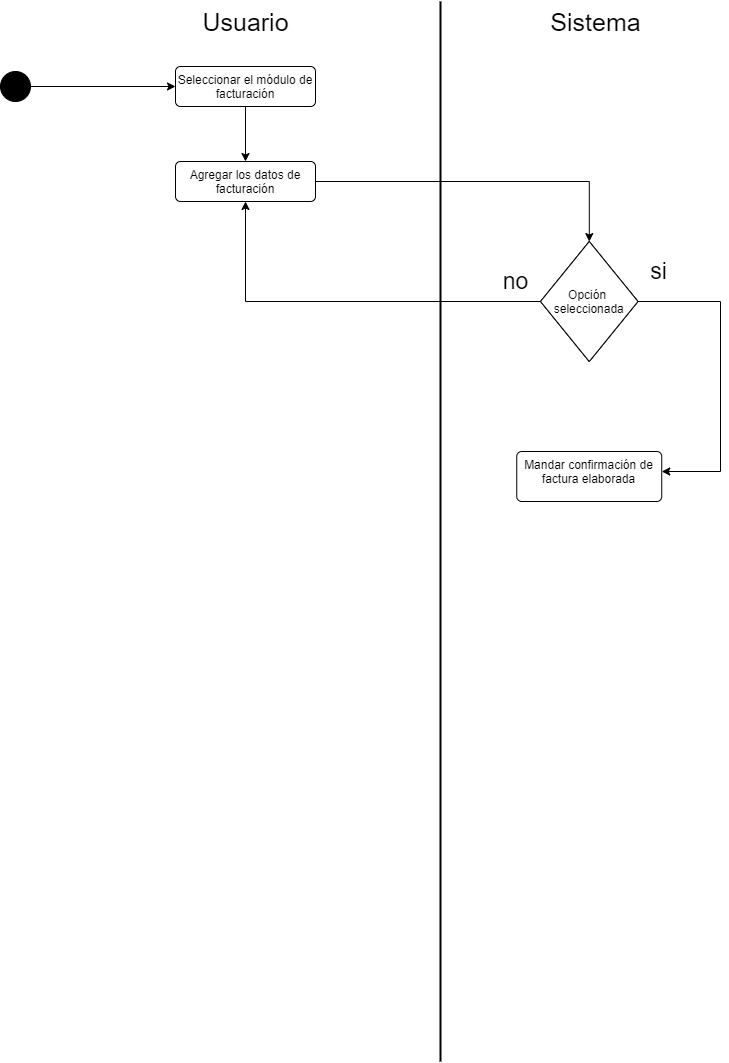 Usuario
Sistema
Seleccionar el módulo de
facturación
Agregar los datos de
facturación
no
si
Opción
seleccionada
Mandar confirmación de
factura elaborada